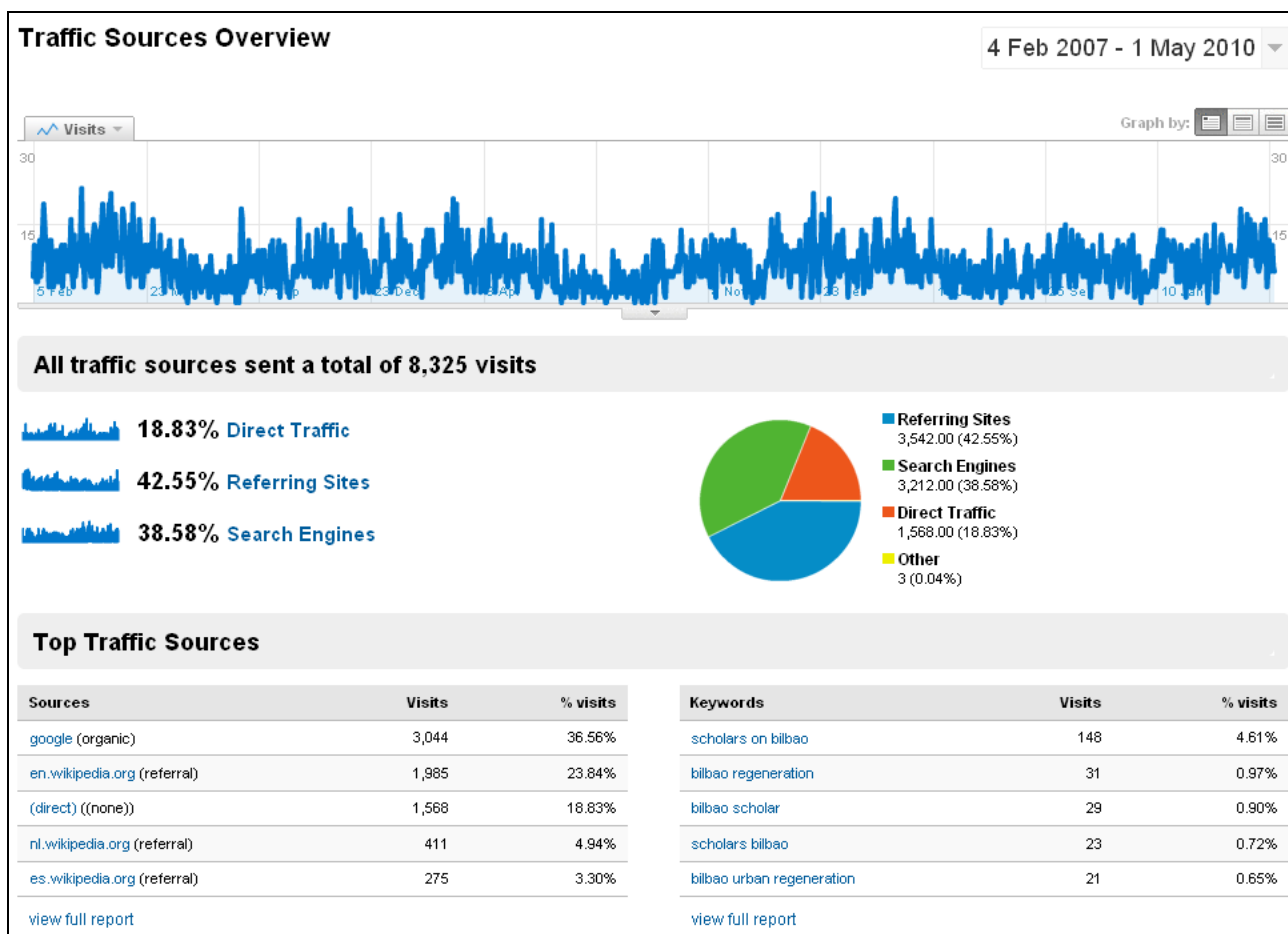 Traffic Sources Overview
4 Feb 2007 - 1 May 2010
Visits
Graph by:
30 30
15 15
5 Feb 23 Dec 10 Jan
All traffic sources sent a total of 8,325 visits
18.83% Direct Traffic
42.55% Referring Sites
38.58% Search Engines
Referring Sites
3,542.00 (42.55%)
Search Engines
3,212.00 (38.58%)
Direct Traffic
1,568.00 (18.83%)
Other
3 (0.04%)
Top Traffic Sources
Sources Visits % visits
google (organic) 3,044 36.56%
en.wikipedia.org (referral) 1,985 23.84%
(direct) ((none)) 1,568 18.83%
nl.wikipedia.org (referral) 411 4.94%
es.wikipedia.org (referral) 275 3.30%
view full report
Keywords Visits % visits
scholars on bilbao 148 4.61%
bilbao regeneration 31 0.97%
bilbao scholar 29 0.90%
scholars bilbao 23 0.72%
bilbao urban regeneration 21 0.65%
view full report